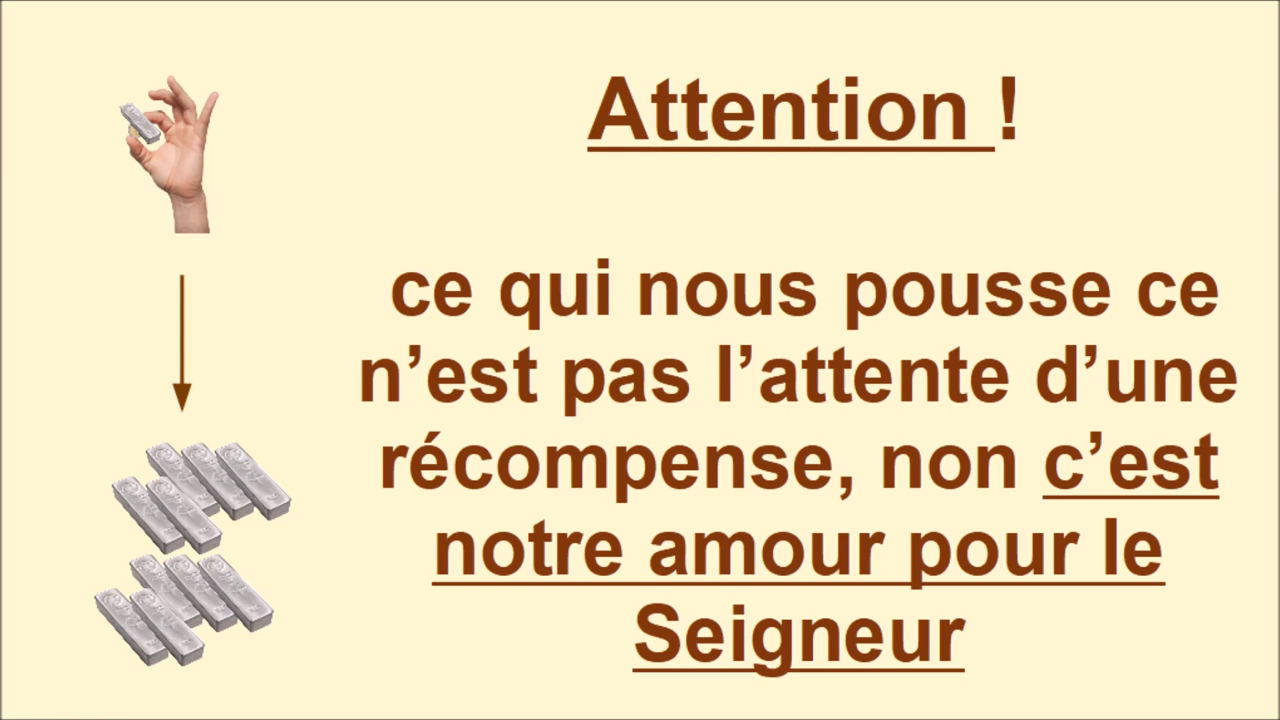 Attention !
ce qui nous pousse ce
n’est pas l’attente d’une
récompense, non c’est
notre amour pour le
Seigneur